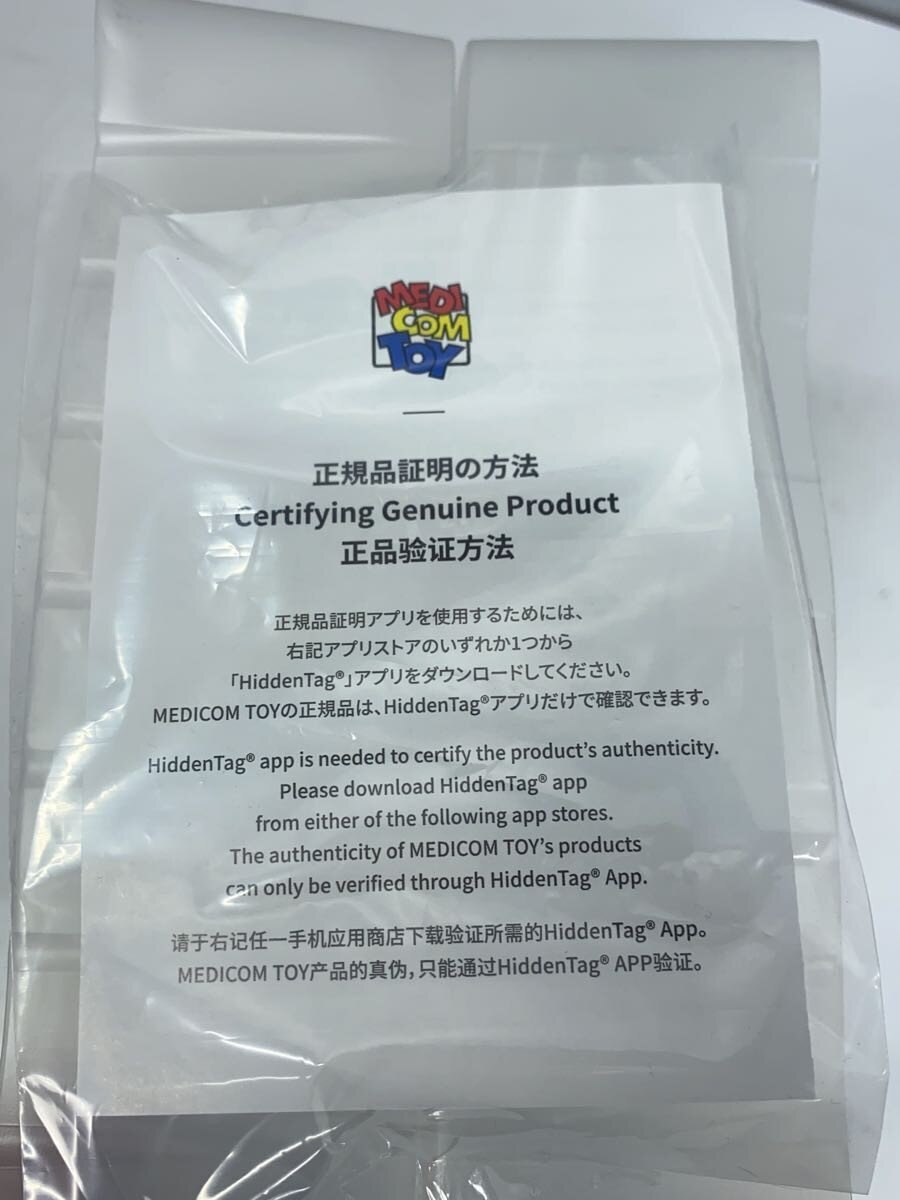 MEDI
COM
TOY
正規品証明の方法
Certifying Genuine Product
正品验证方法
正規品証明アプリを使用するためには、
右記アプリストアのいずれか1つから
「HiddenTag®」アプリをダウンロードしてください。
MEDICOM TOYの正規品は、HiddenTag®アプリだけで確認できます。
HiddenTag® app is needed to certify the product's authenticity.
Please download HiddenTag® app
from either of the following app stores.
The authenticity of MEDICOM TOY's products
can only be verified through HiddenTag® App.
请于右记任一手机应用商店下载验证所需的HiddenTag® App。
MEDICOM TOY产品的真伪，只能通过HiddenTag® APP验证。